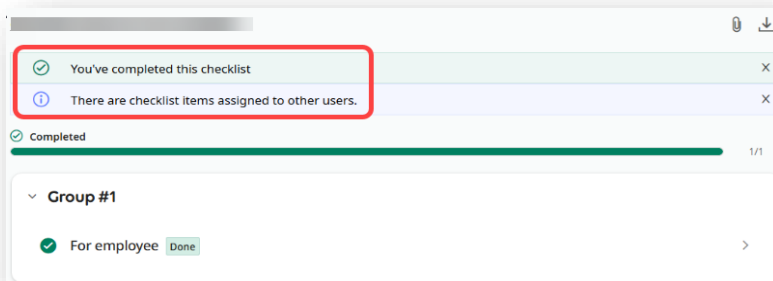 You've completed this checklist
There are checklist items assigned to other users.
Completed
1/1
Group #1
For employee Done